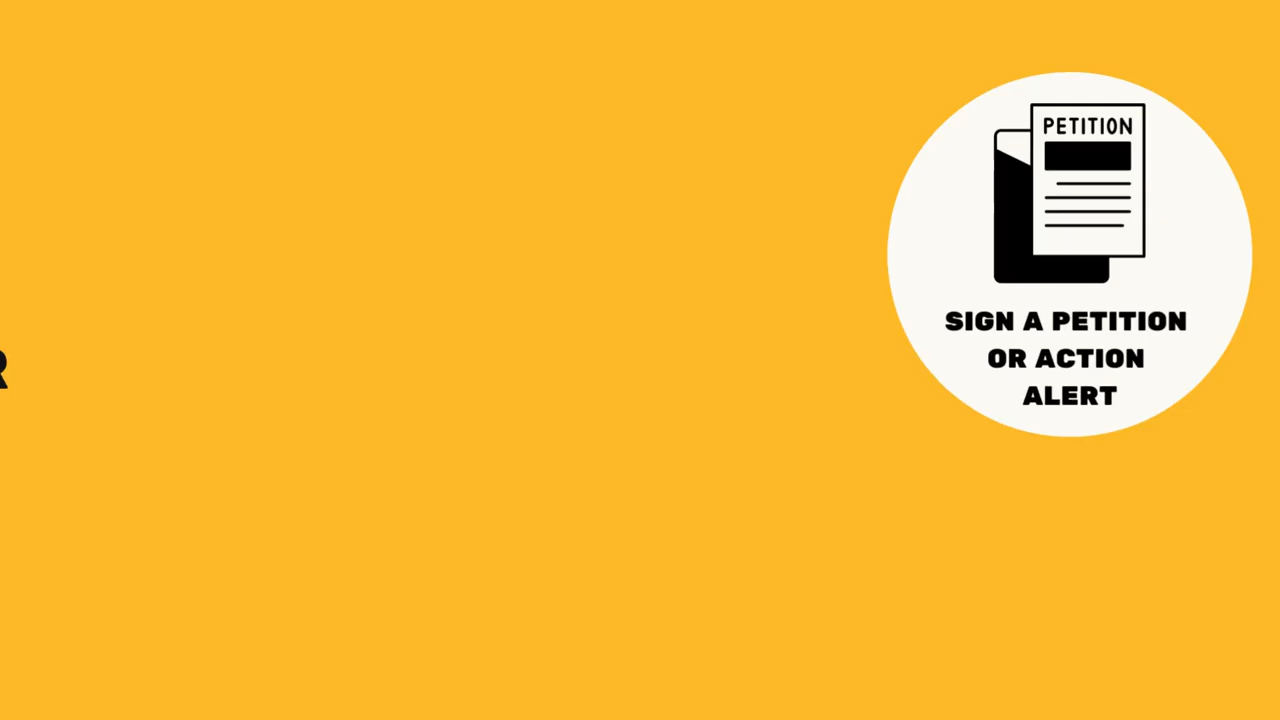 PETITION
SIGN A PETITION
OR ACTION
ALERT
R